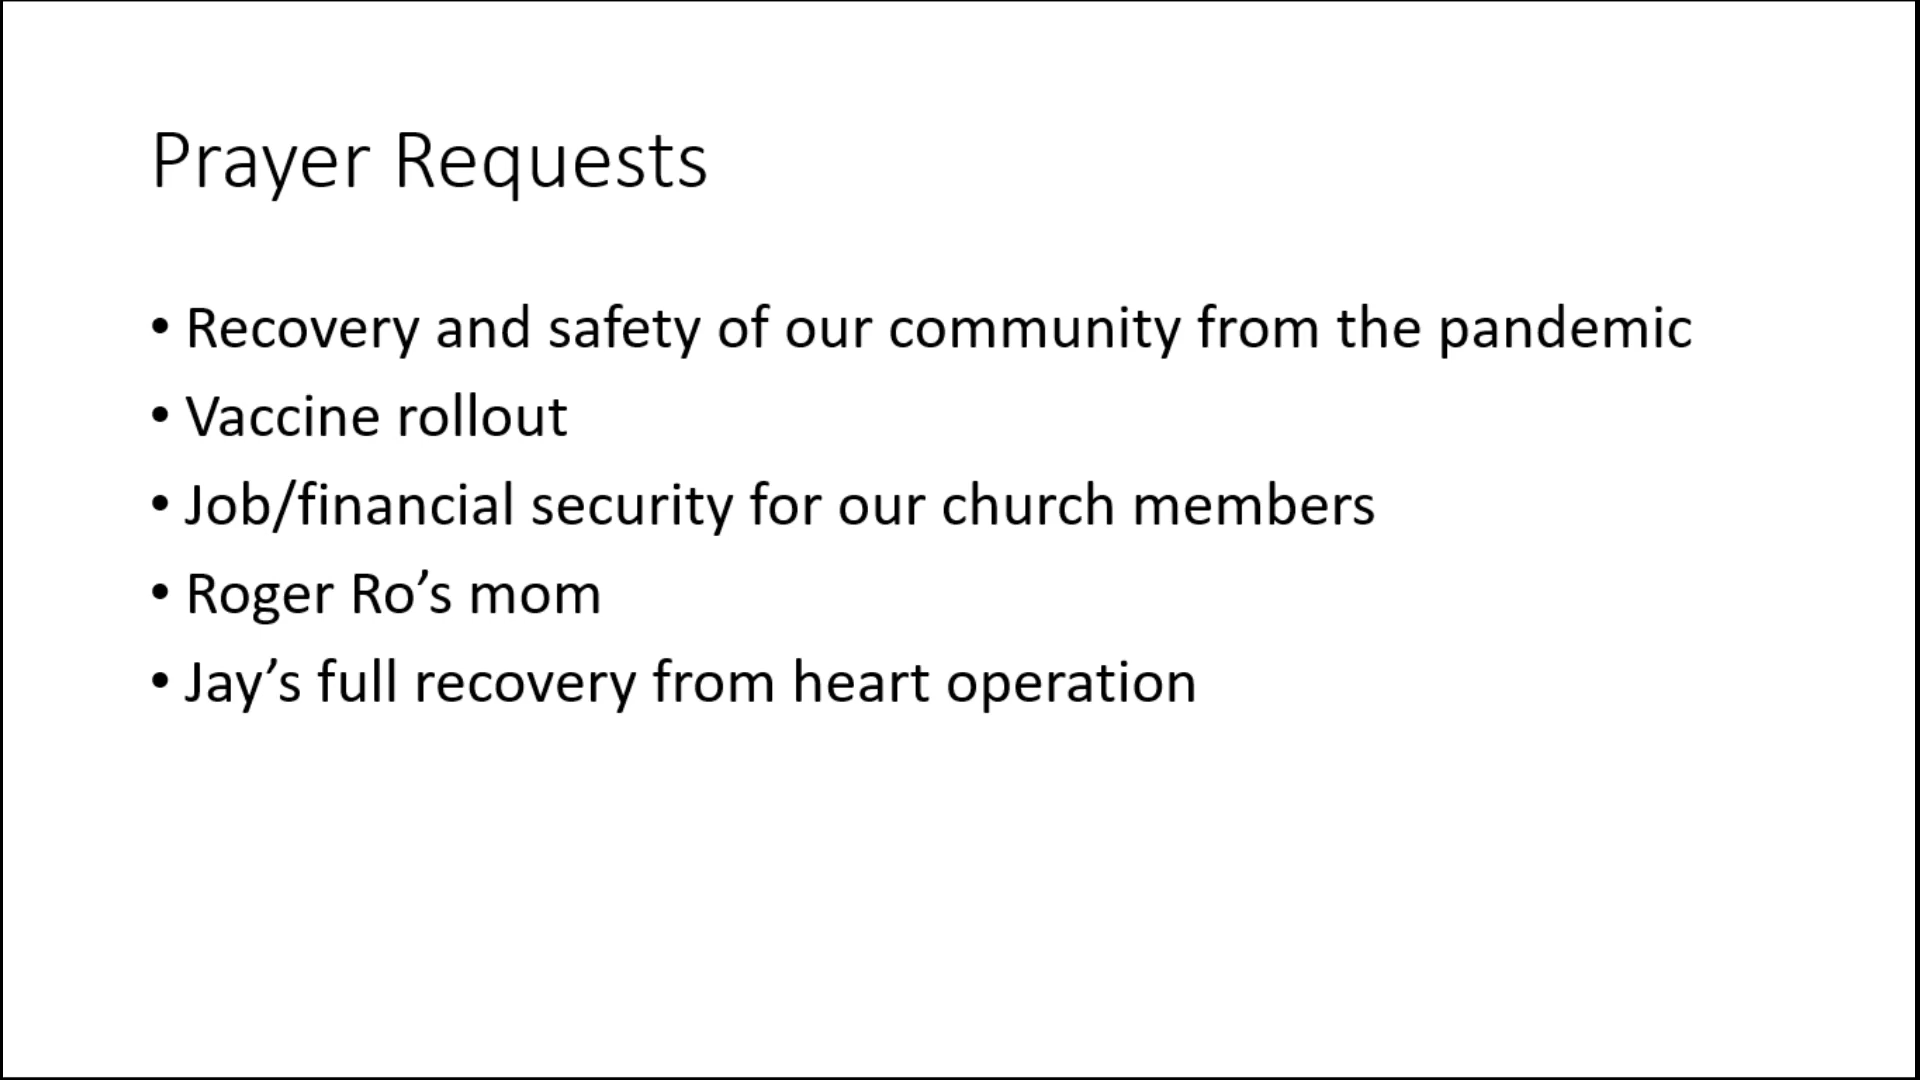 Prayer Requests
• Recovery and safety of our community from the pandemic
• Vaccine rollout
• Job/financial security for our church members
• Roger Ro’s mom
• Jay’s full recovery from heart operation